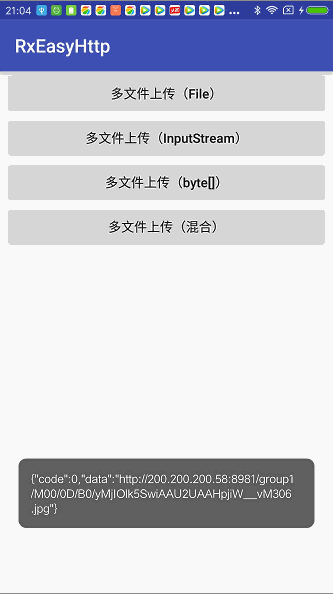 21:04
RxEasyHttp
多文件上传（File）
多文件上传（InputStream）
多文件上传（byte[]）
多文件上传（混合）
{"code":0,"data":"http://200.200.200.58:8981/group1
/M00/0D/B0/yMjIOlk5SwiAAU2UAAHpjiW__vM306
.jpg"}